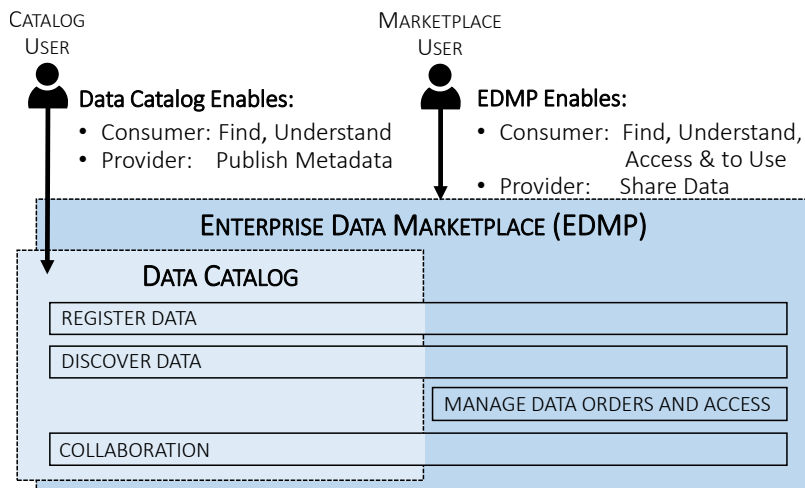 CATALOG
USER
MARKETPLACE
USER
Data Catalog Enables:
• Consumer: Find, Understand
• Provider: Publish Metadata
EDMP Enables:
• Consumer: Find, Understand,
Access & to Use
• Provider: Share Data
ENTERPRISE DATA MARKETPLACE (EDMP)
DATA CATALOG
REGISTER DATA
DISCOVER DATA
MANAGE DATA ORDERS AND ACCESS
COLLABORATION